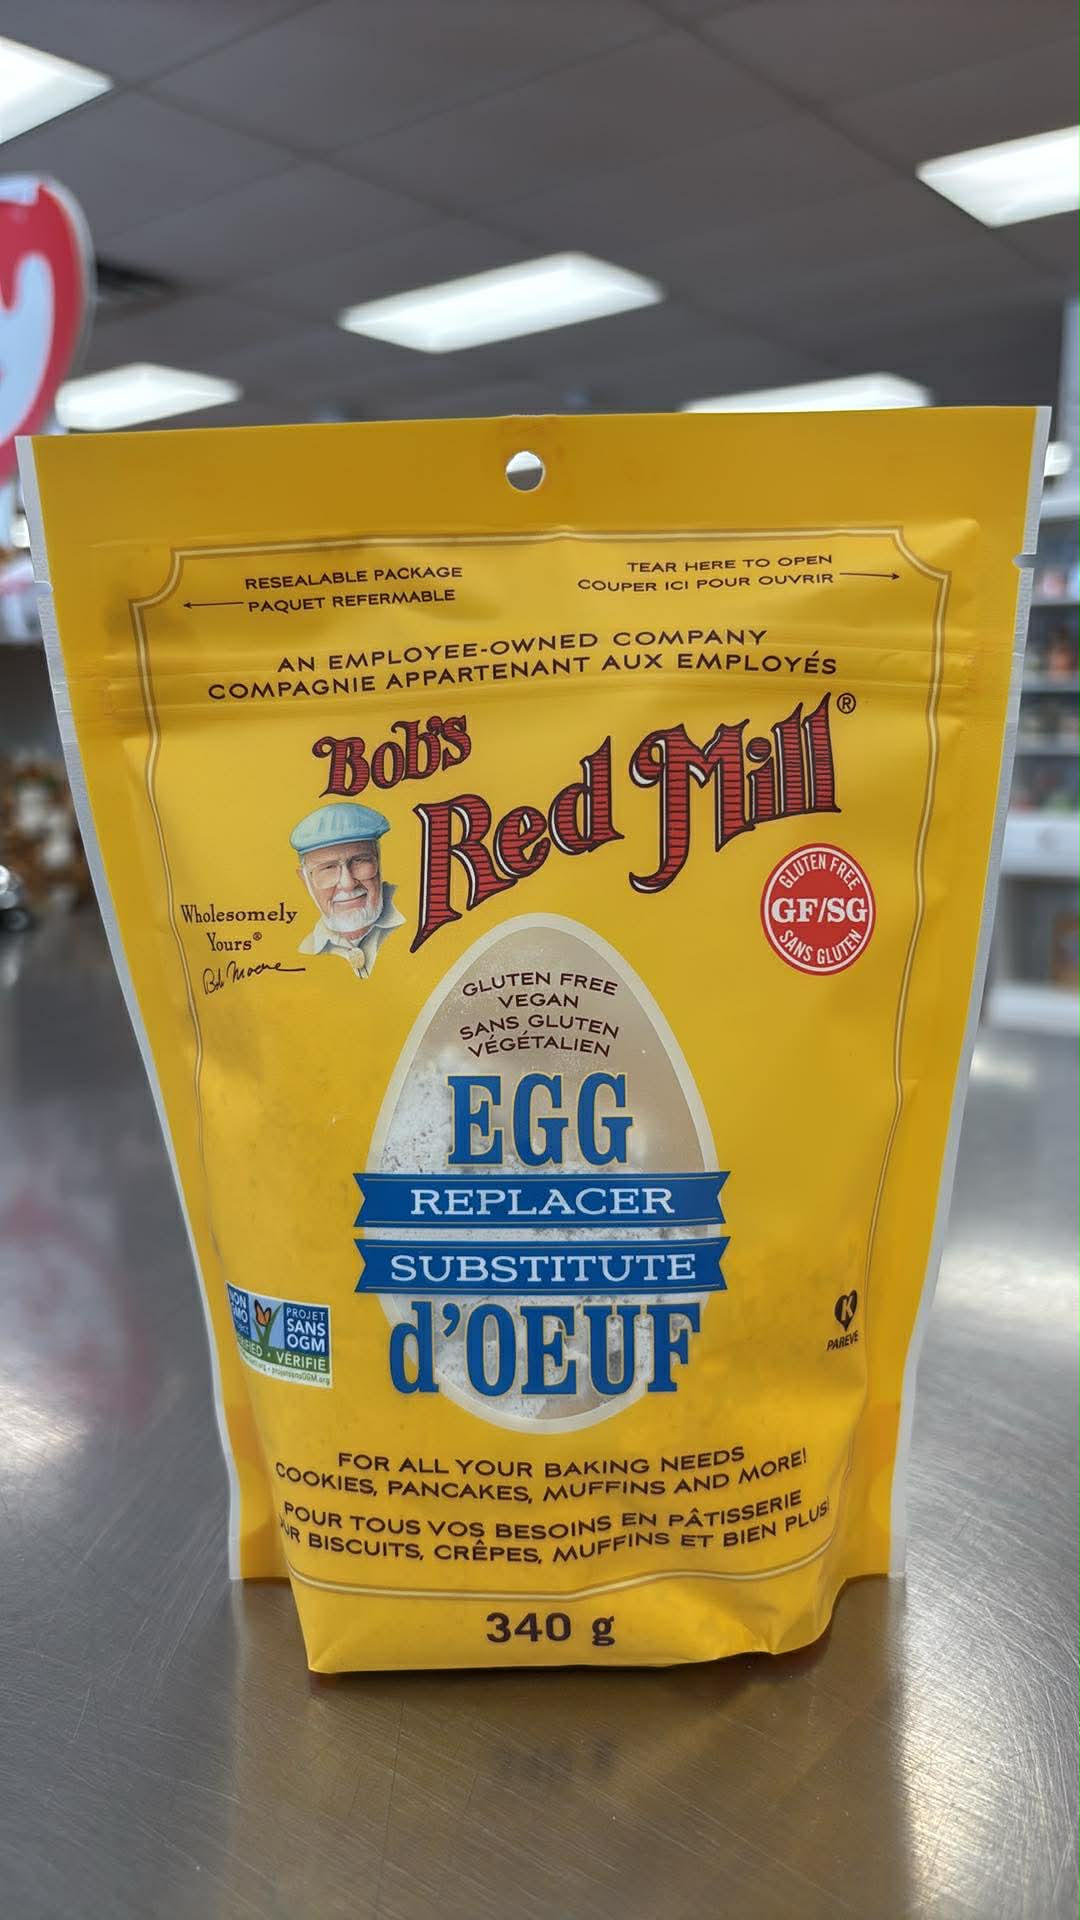 RESEALABLE PACKAGE
PAQUET REFERMABLE
TEAR HERE TO OPEN
COUPER ICI POUR OUVRIR
AN EMPLOYEE-OWNED COMPANY
COMPAGNIE APPARTENANT AUX EMPLOYÉS
Bob's
Red Mill®
Wholesomely
Yours®
Bob Moore
GLUTEN FREE
GF/SG
SANS GLUTEN
GLUTEN FREE
VEGAN
SANS GLUTEN
VÉGÉTALIEN
EGG
REPLACER
SUBSTITUTE
d'OEUF
NON
GMO
PROJET
SANS
OGM
VÉRIFIÉ
K
PAREVE
FOR ALL YOUR BAKING NEEDS
COOKIES, PANCAKES, MUFFINS AND MORE!
POUR TOUS VOS BESOINS EN PÂTISSERIE
BISCUITS, CRÊPES, MUFFINS ET BIEN PLUS!
340 g